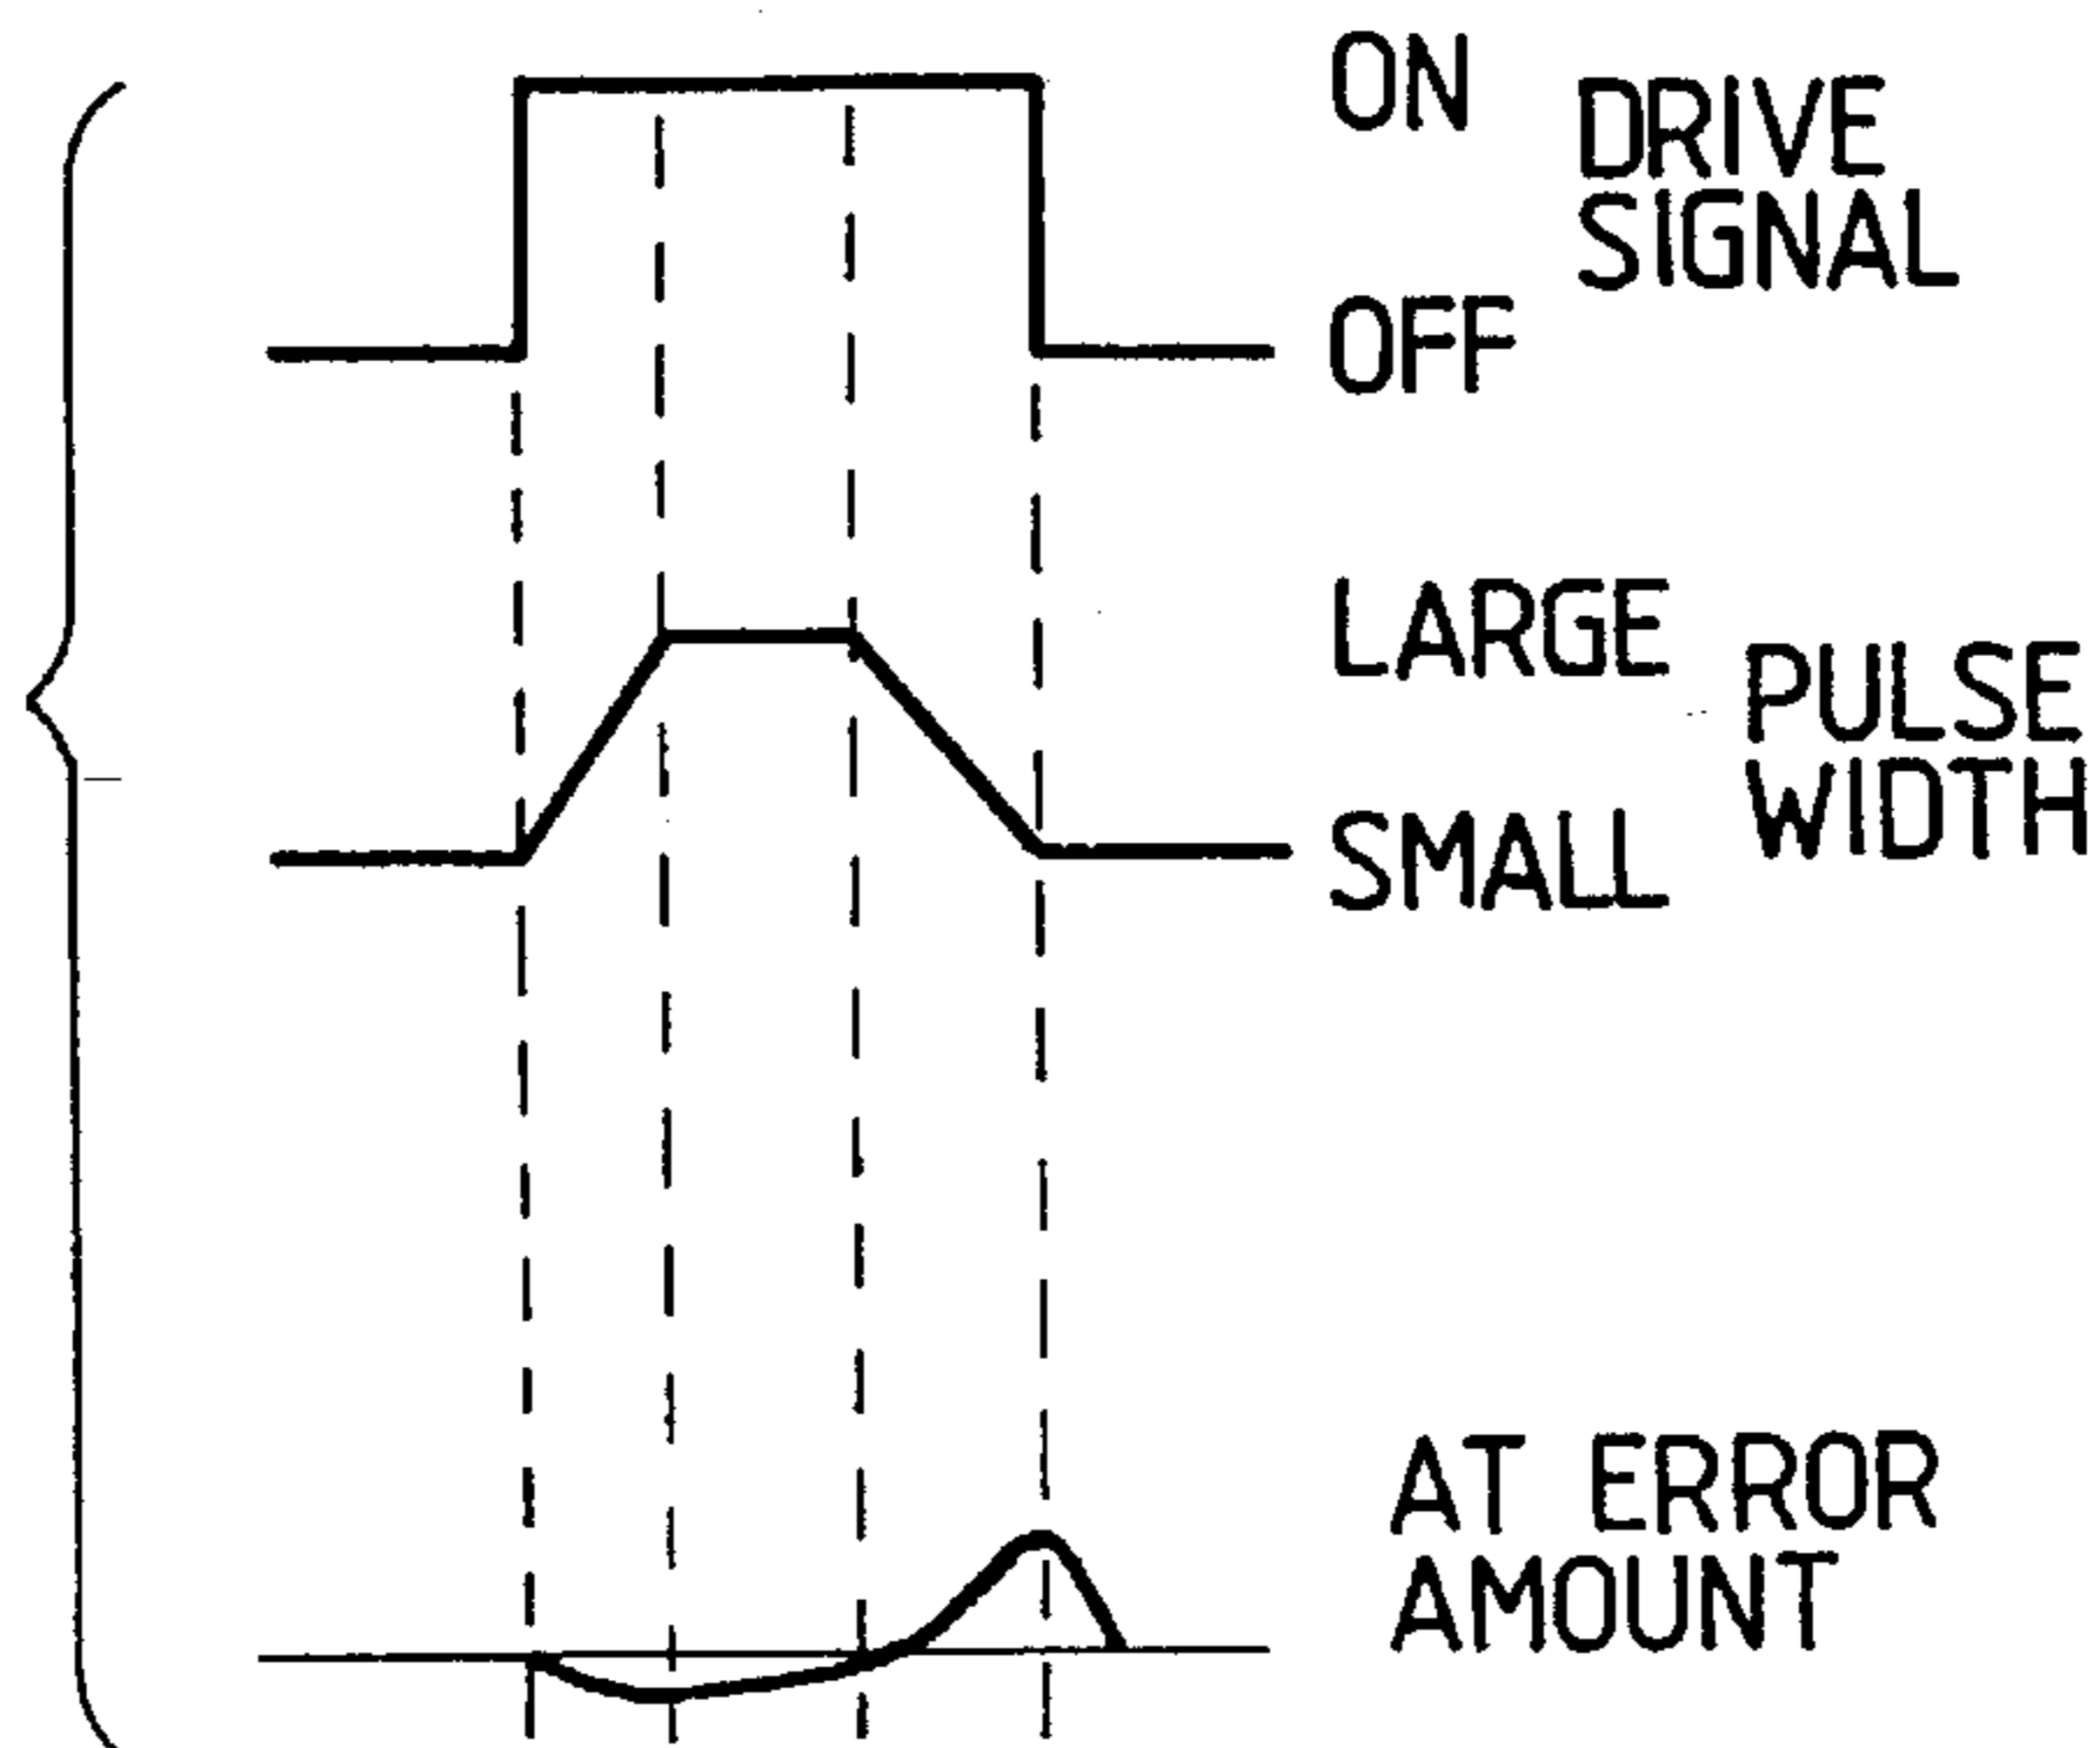 ON
DRIVE
SIGNAL
OFF
LARGE
PULSE
WIDTH
SMALL
AT ERROR
AMOUNT